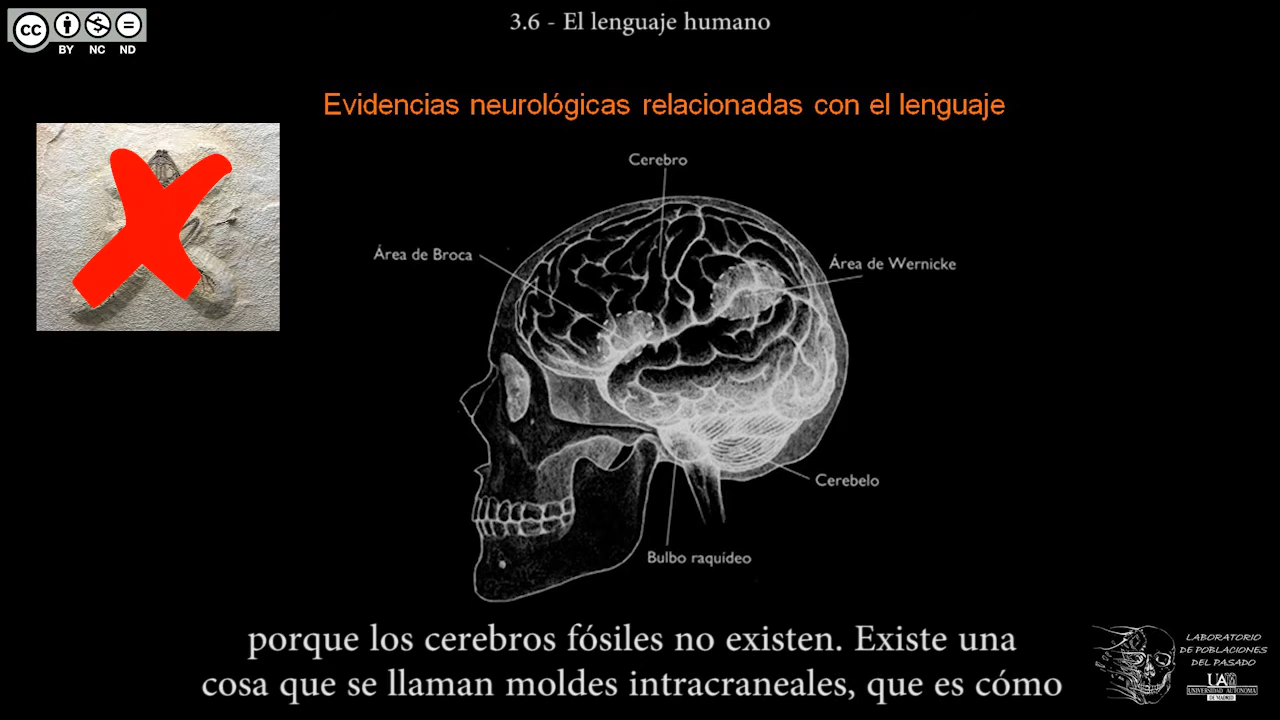 3.6 - El lenguaje humano
cc
BY NC ND
Evidencias neurológicas relacionadas con el lenguaje
Cerebro
Área de Broca
Área de Wernicke
Cerebelo
Bulbo raquídeo
porque los cerebros fósiles no existen. Existe una
cosa que se llaman moldes intracraneales, que es cómo
LABORATORIO
DE POBLACIONES
DEL PASADO
UAM
UNIVERSIDAD AUTONOMA
DE MADRID